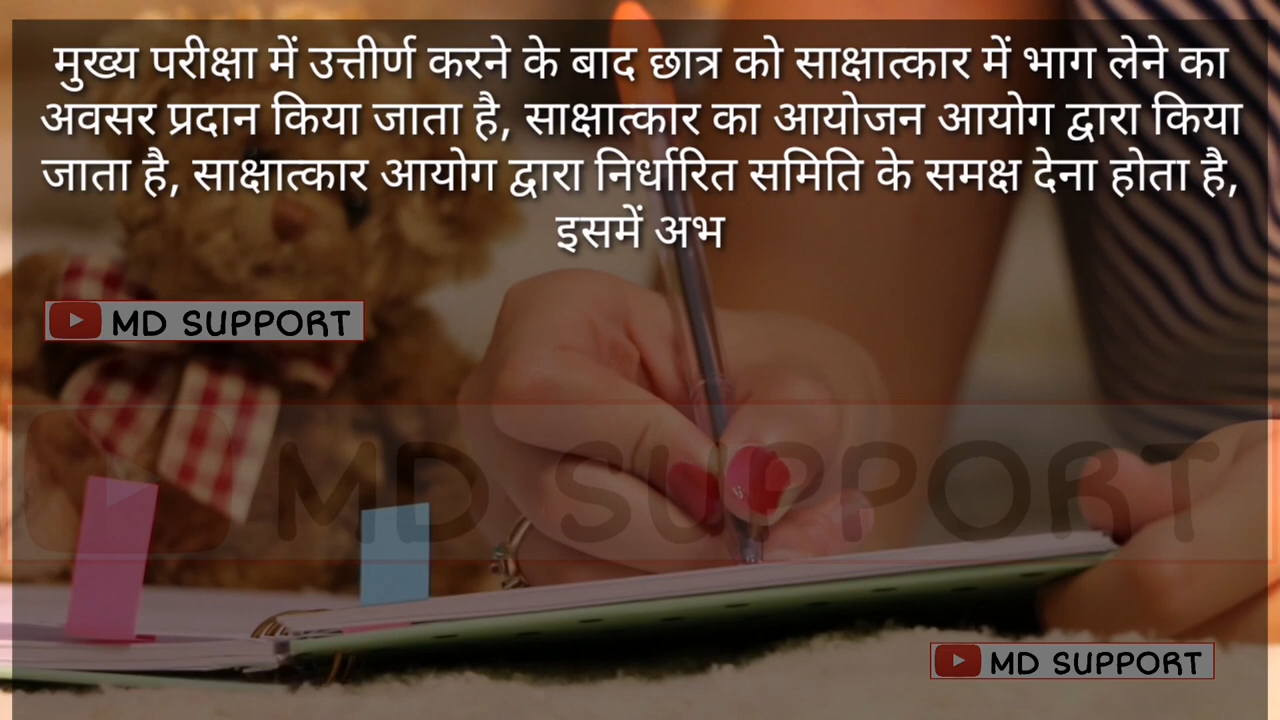 मुख्य परीक्षा में उत्तीर्ण करने के बाद छात्र को साक्षात्कार में भाग लेने का
अवसर प्रदान किया जाता है, साक्षात्कार का आयोजन आयोग द्वारा किया
जाता है, साक्षात्कार आयोग द्वारा निर्धारित समिति के समक्ष देना होता है,
इसमें अभ
MD SUPPORT
MD SUPPORT
MD SUPPORT